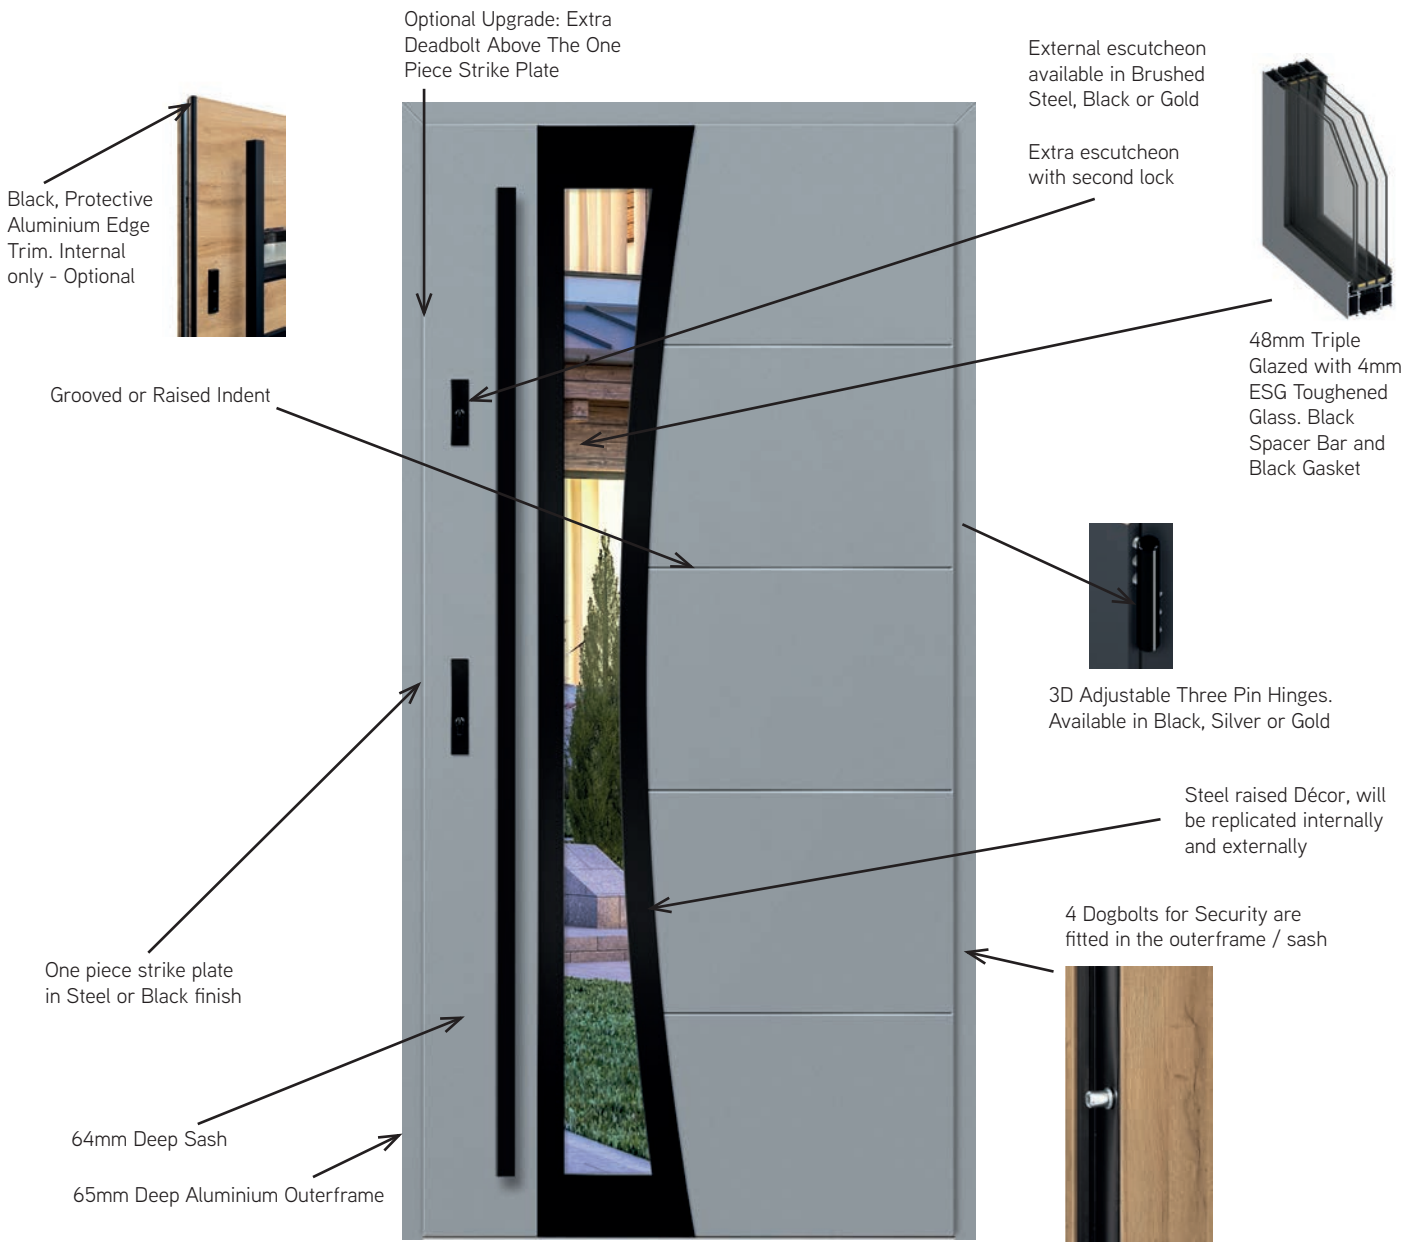 Optional Upgrade: Extra
Deadbolt Above The One
Piece Strike Plate
External escutcheon
available in Brushed
Steel, Black or Gold
Extra escutcheon
with second lock
Black, Protective
Aluminium Edge
Trim. Internal
only - Optional
48mm Triple
Glazed with 4mm
ESG Toughened
Glass. Black
Spacer Bar and
Black Gasket
Grooved or Raised Indent
3D Adjustable Three Pin Hinges.
Available in Black, Silver or Gold
Steel raised Décor, will
be replicated internally
and externally
4 Dogbolts for Security are
fitted in the outerframe / sash
One piece strike plate
in Steel or Black finish
64mm Deep Sash
65mm Deep Aluminium Outerframe